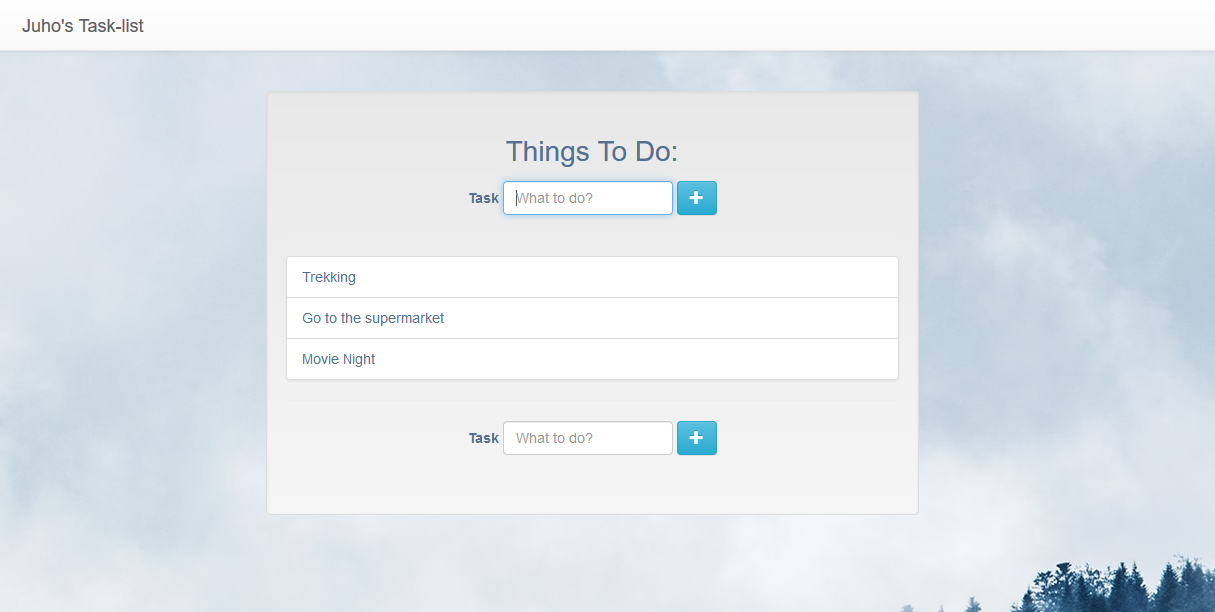 Juho's Task-list
Things To Do:
Task What to do?
Trekking
Go to the supermarket
Movie Night
Task What to do?